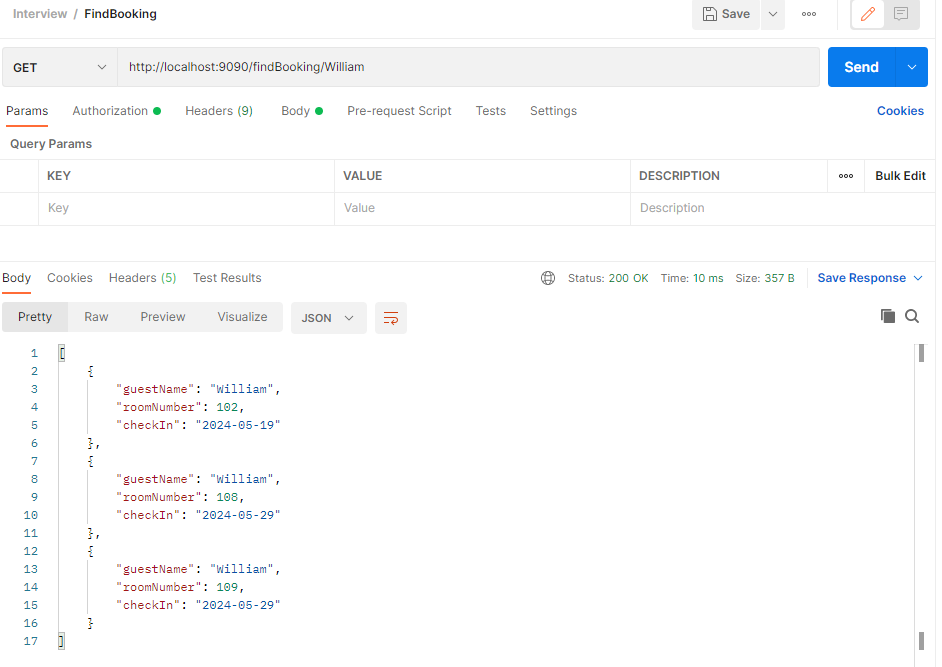 Interview / FindBooking
Save
GET
http://localhost:9090/findBooking/William
Send
Params
Authorization
Headers (9)
Body
Pre-request Script
Tests
Settings
Cookies
Query Params
KEY VALUE DESCRIPTION Bulk Edit
Key Value Description
Body Cookies Headers (5) Test Results
Status: 200 OK Time: 10 ms Size: 357 B Save Response
Pretty Raw Preview Visualize JSON
1 [
2 {
3 "guestName": "William",
4 "roomNumber": 102,
5 "checkIn": "2024-05-19"
6 },
7 {
8 "guestName": "William",
9 "roomNumber": 108,
10 "checkIn": "2024-05-29"
11 },
12 {
13 "guestName": "William",
14 "roomNumber": 109,
15 "checkIn": "2024-05-29"
16 }
17 ]